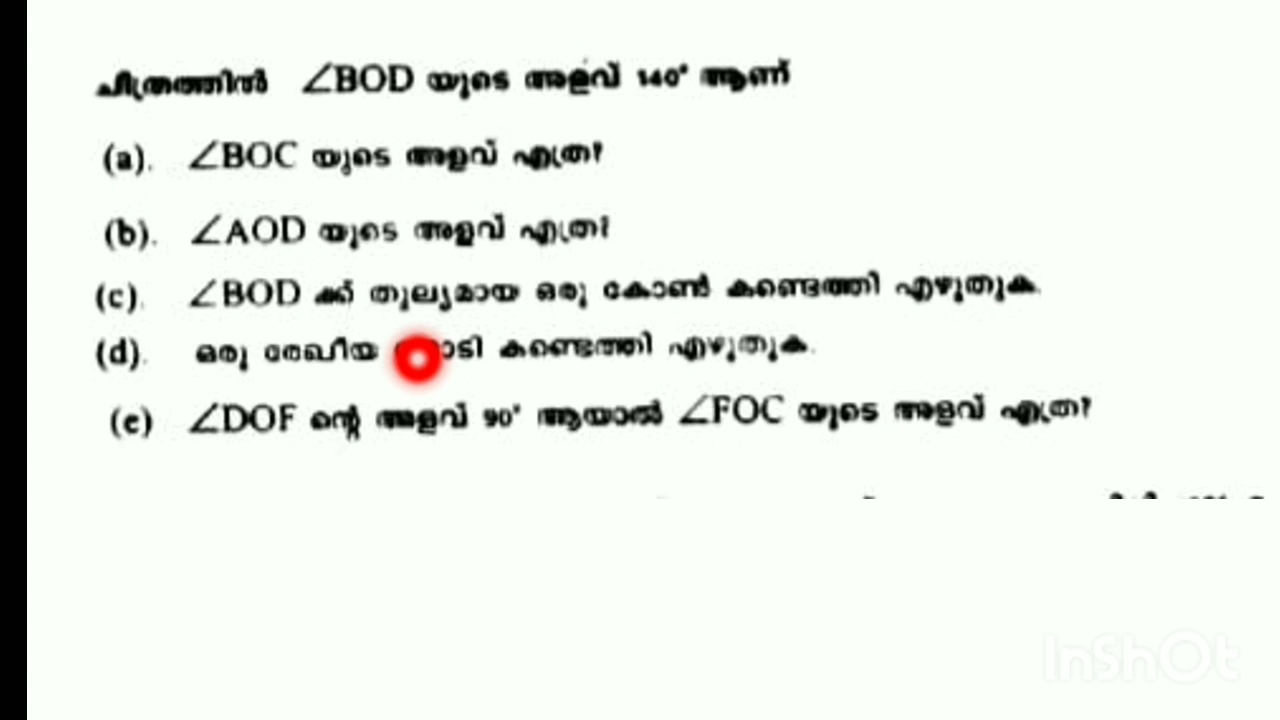 ചിത്രത്തിൽ ∠BOD യുടെ അളവ് 140° ആണ്
(a). ∠BOC യുടെ അളവ് എത്ര?
(b). ∠AOD യുടെ അളവ് എത്ര?
(c). ∠BOD ക്ക് തുല്യമായ ഒരു കോൺ കണ്ടെത്തി എഴുതുക.
(d). ഒരു രേഖീയ കണ്ടെത്തി എഴുതുക.
(e) ∠DOF ന്റെ അളവ് 90° ആയാൽ ∠FOC യുടെ അളവ് എത്ര?
InShOt